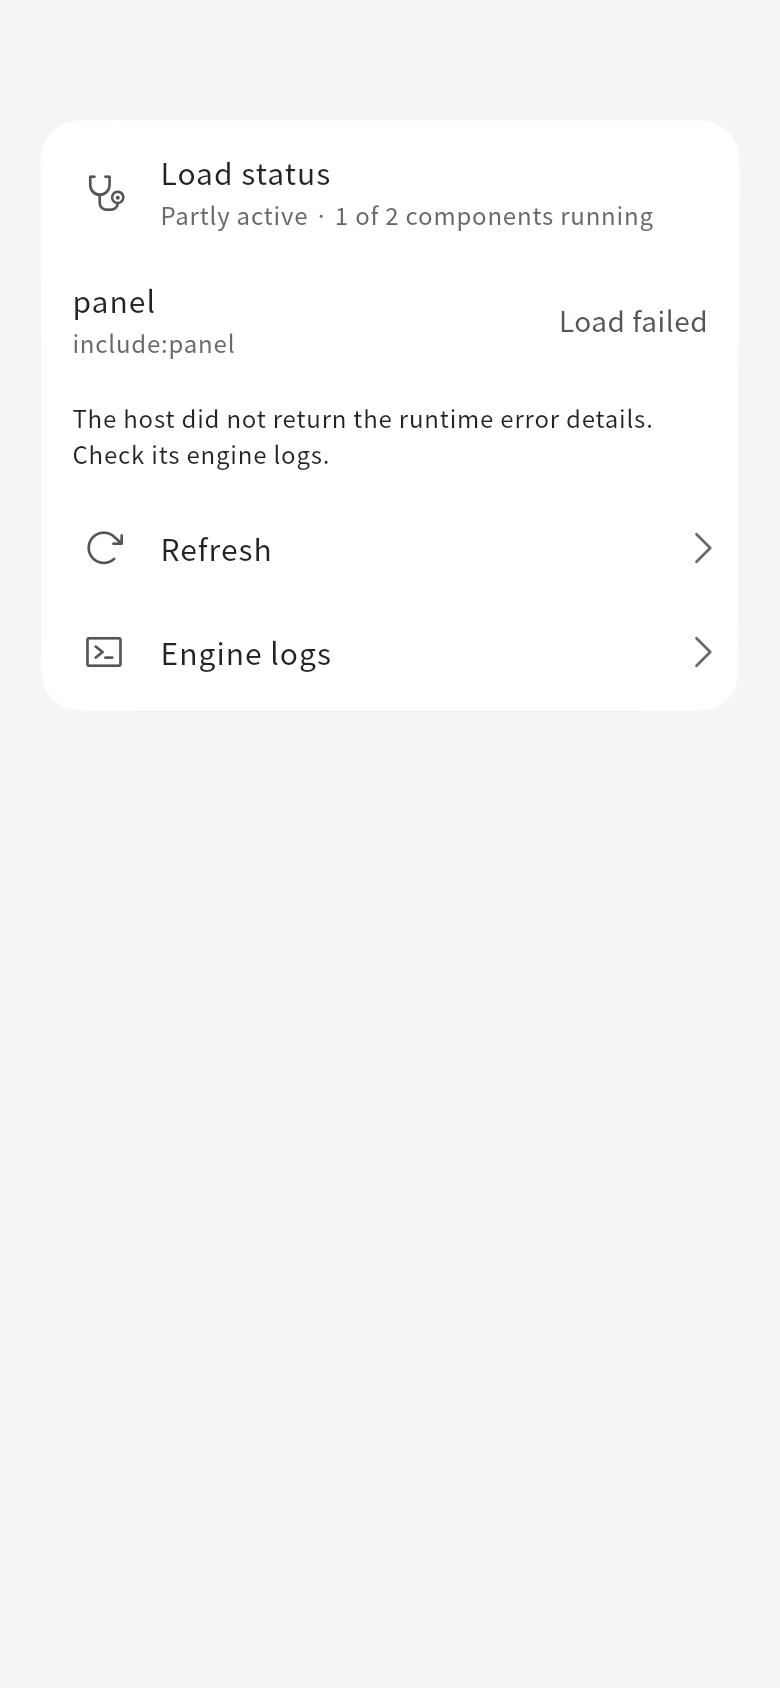 Load status
Partly active · 1 of 2 components running
panel
include:panel
Load failed
The host did not return the runtime error details.
Check its engine logs.
Refresh
Engine logs